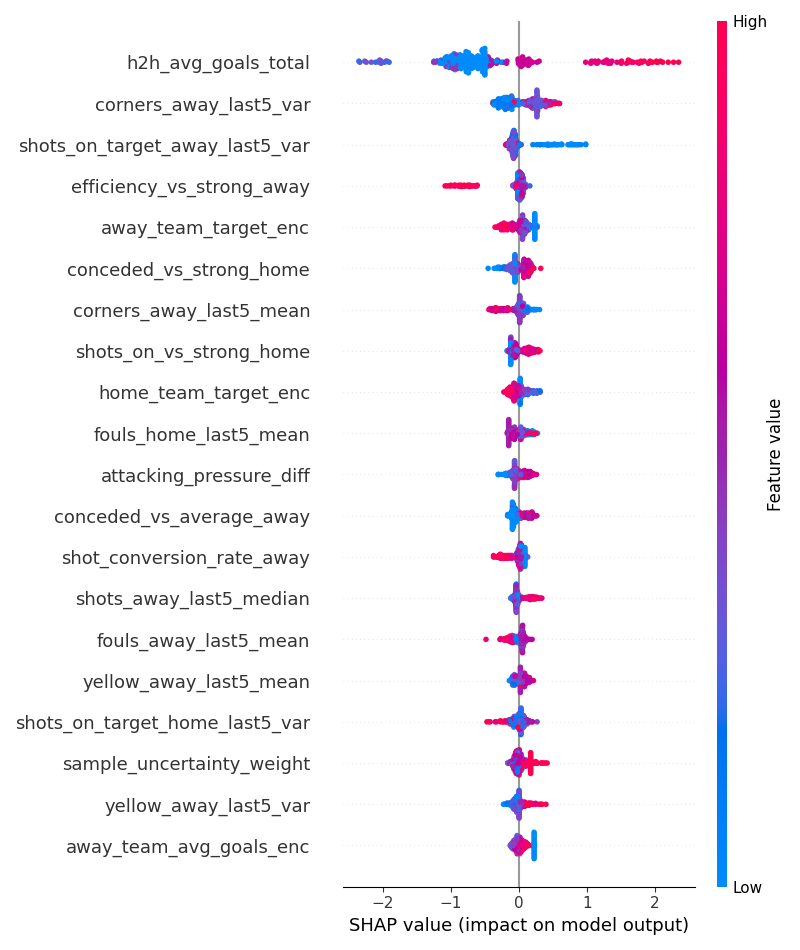 High
h2h_avg_goals_total
corners_away_last5_var
shots_on_target_away_last5_var
efficiency_vs_strong_away
away_team_target_enc
conceded_vs_strong_home
corners_away_last5_mean
shots_on_vs_strong_home
home_team_target_enc
fouls_home_last5_mean
attacking_pressure_diff
conceded_vs_average_away
shot_conversion_rate_away
shots_away_last5_median
fouls_away_last5_mean
yellow_away_last5_mean
shots_on_target_home_last5_var
sample_uncertainty_weight
yellow_away_last5_var
away_team_avg_goals_enc
Feature value
Low
−2 −1 0 1 2
SHAP value (impact on model output)